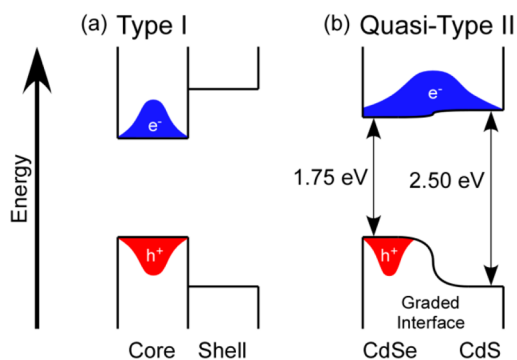 (a) Type I
(b) Quasi-Type II
Energy
e-
h+
Core Shell
e-
1.75 eV
2.50 eV
h+
Graded
Interface
CdSe CdS